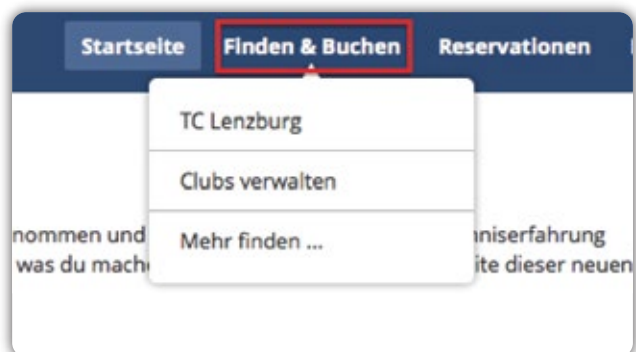 Startseite Finden & Buchen Reservationen
TC Lenzburg
Clubs verwalten
Mehr finden ...
nommen und nniserfahrung
was du mach ite dieser neuen